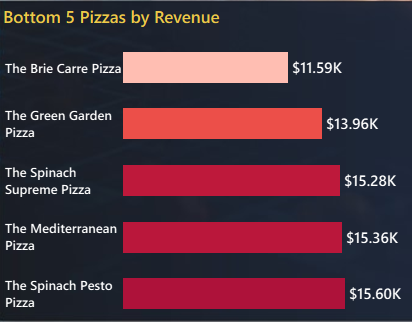 Bottom 5 Pizzas by Revenue
The Brie Carre Pizza
$11.59K
The Green Garden
Pizza
$13.96K
The Spinach
Supreme Pizza
$15.28K
The Mediterranean
Pizza
$15.36K
The Spinach Pesto
Pizza
$15.60K